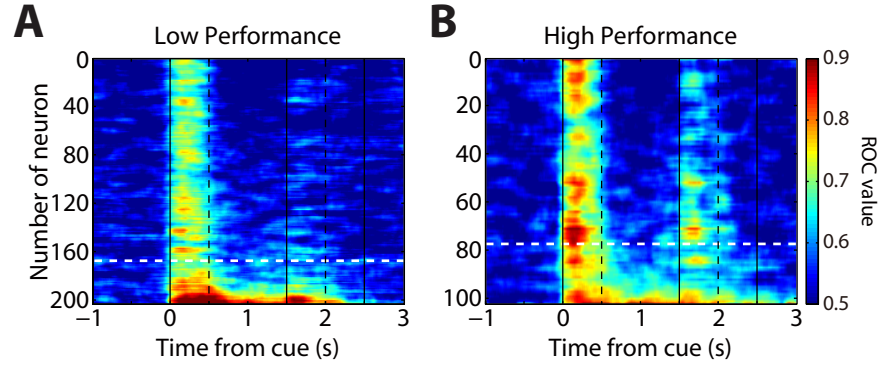 A
Low Performance
Number of neuron
0
40
80
120
160
200
−1 0 1 2 3
Time from cue (s)
B
High Performance
0
20
40
60
80
100
−1 0 1 2 3
Time from cue (s)
0.9
0.8
0.7
0.6
0.5
ROC value